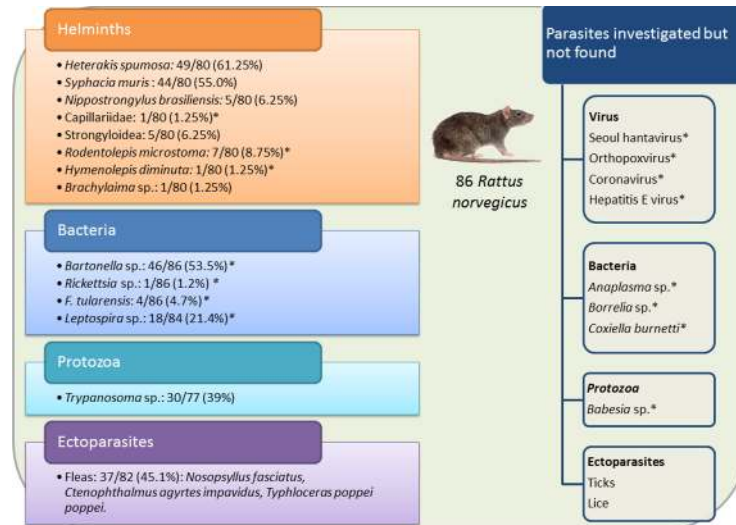 Helminths
• Heterakis spumosa: 49/80 (61.25%)
• Syphacia muris : 44/80 (55.0%)
• Nippostrongylus brasiliensis: 5/80 (6.25%)
• Capillariidae: 1/80 (1.25%)*
• Strongyloidea: 5/80 (6.25%)
• Rodentolepis microstoma: 7/80 (8.75%)*
• Hymenolepis diminuta: 1/80 (1.25%)*
• Brachylaima sp.: 1/80 (1.25%)
Bacteria
• Bartonella sp.: 46/86 (53.5%)*
• Rickettsia sp.: 1/86 (1.2%)*
• F. tularensis: 4/86 (4.7%)*
• Leptospira sp.: 18/84 (21.4%)*
Protozoa
• Trypanosoma sp.: 30/77 (39%)
Ectoparasites
• Fleas: 37/82 (45.1%): Nosopsyllus fasciatus,
Ctenophthalmus agyrtes impavidus, Typhloceras poppei
poppei.
86 Rattus
norvegicus
Parasites investigated but
not found
Virus
Seoul hantavirus*
Orthopoxvirus*
Coronavirus*
Hepatitis E virus*
Bacteria
Anaplasma sp.*
Borrelia sp.*
Coxiella burnetti*
Protozoa
Babesia sp.*
Ectoparasites
Ticks
Lice